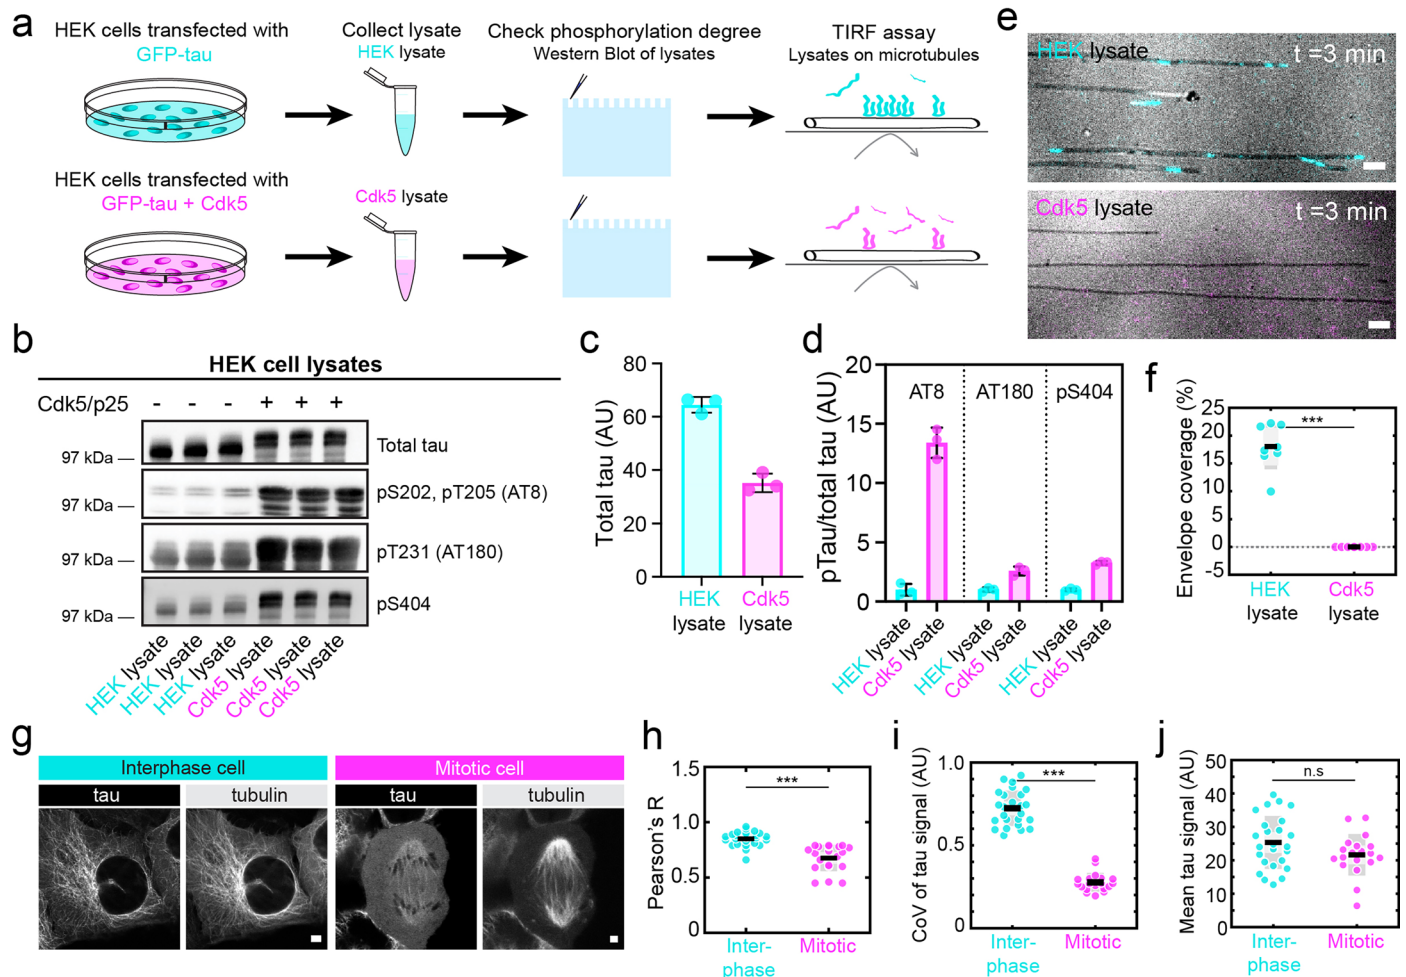 a
HEK cells transfected with
GFP-tau
Collect lysate
HEK lysate
Check phosphorylation degree
Western Blot of lysates
TIRF assay
Lysates on microtubules
HEK cells transfected with
GFP-tau + Cdk5
Cdk5 lysate
e
HEK lysate
t =3 min
Cdk5 lysate
t =3 min
b
HEK cell lysates
Cdk5/p25 - - - + + +
97 kDa
Total tau
97 kDa
pS202, pT205 (AT8)
97 kDa
pT231 (AT180)
97 kDa
pS404
HEK lysate
HEK lysate
HEK lysate
Cdk5 lysate
Cdk5 lysate
Cdk5 lysate
c
Total tau (AU)
80
60
40
20
0
HEK
lysate
Cdk5
lysate
d
pTau/total tau (AU)
20
15
10
5
0
AT8
AT180
pS404
HEK lysate
Cdk5 lysate
HEK lysate
Cdk5 lysate
HEK lysate
Cdk5 lysate
f
Envelope coverage (%)
25
20
15
10
5
0
-5
***
HEK
lysate
Cdk5
lysate
g
Interphase cell
Mitotic cell
tau
tubulin
tau
tubulin
h
Pearson's R
1.5
1.0
0.5
0
***
Inter-
phase
Mitotic
i
CoV of tau signal (AU)
1.0
0.5
0
***
Inter-
phase
Mitotic
j
Mean tau signal (AU)
50
40
30
20
10
0
n.s
Inter-
phase
Mitotic